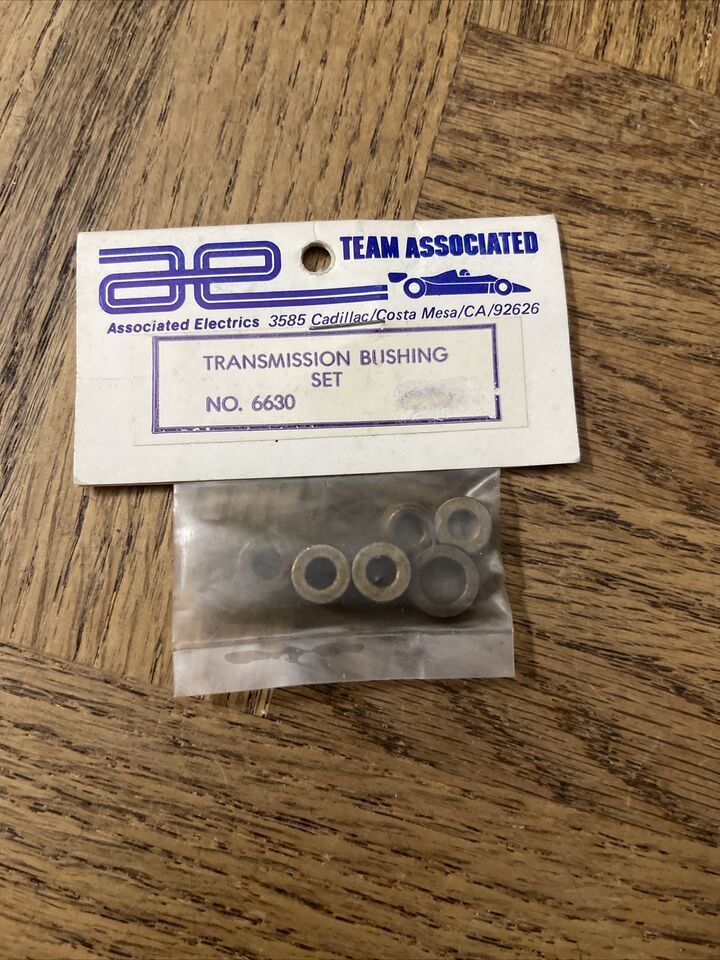 ae TEAM ASSOCIATED
Associated Electrics 3585 Cadillac/Costa Mesa/CA/92626
TRANSMISSION BUSHING
SET
NO. 6630